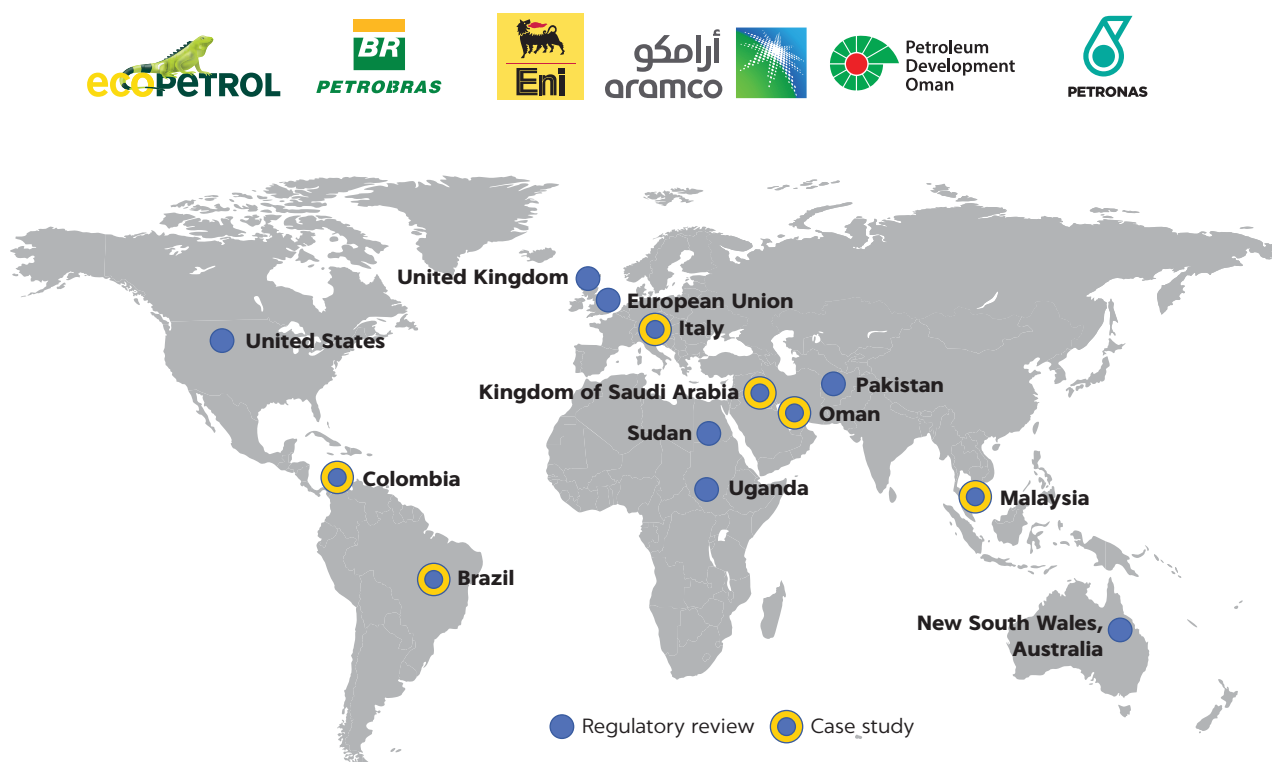 ecoPETROL
BR
PETROBRAS
Eni
أرامكو
aramco
Petroleum
Development
Oman
PETRONAS
United Kingdom
European Union
Italy
United States
Kingdom of Saudi Arabia
Pakistan
Oman
Sudan
Colombia
Uganda
Malaysia
Brazil
New South Wales,
Australia
Regulatory review
Case study